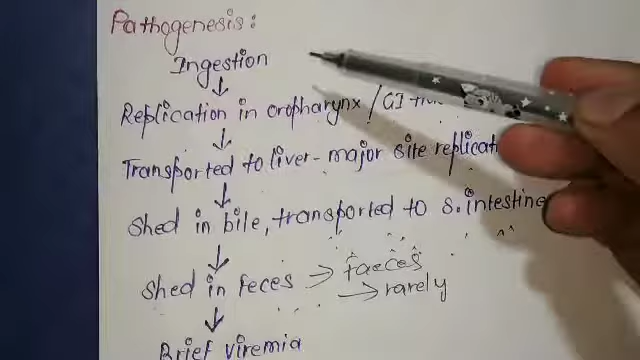 Pathogenesis:
Ingestion
↓
Replication in oropharynx / GI
↓
Transported to liver - major site
↓
Shed in bile, transported to s. intestine
↓
Shed in feces → faeces
→ rarely
↓
Brief viremia